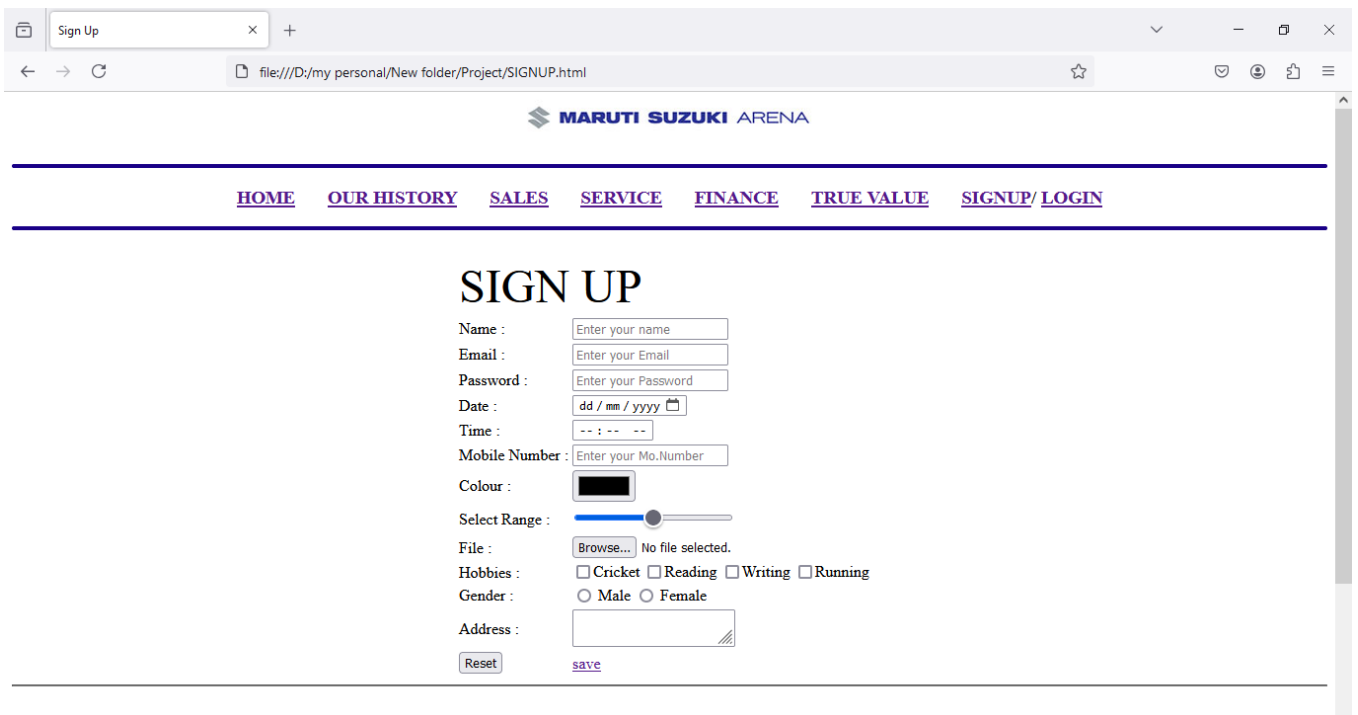 Sign Up
file:///D:/my personal/New folder/Project/SIGNUP.html
MARUTI SUZUKI ARENA
HOME OUR HISTORY SALES SERVICE FINANCE TRUE VALUE SIGNUP/ LOGIN
SIGN UP
Name : Enter your name
Email : Enter your Email
Password : Enter your Password
Date : dd / mm / yyyy
Time : -- : -- --
Mobile Number : Enter your Mo.Number
Colour :
Select Range :
File : Browse... No file selected.
Hobbies : Cricket Reading Writing Running
Gender : Male Female
Address :
Reset save